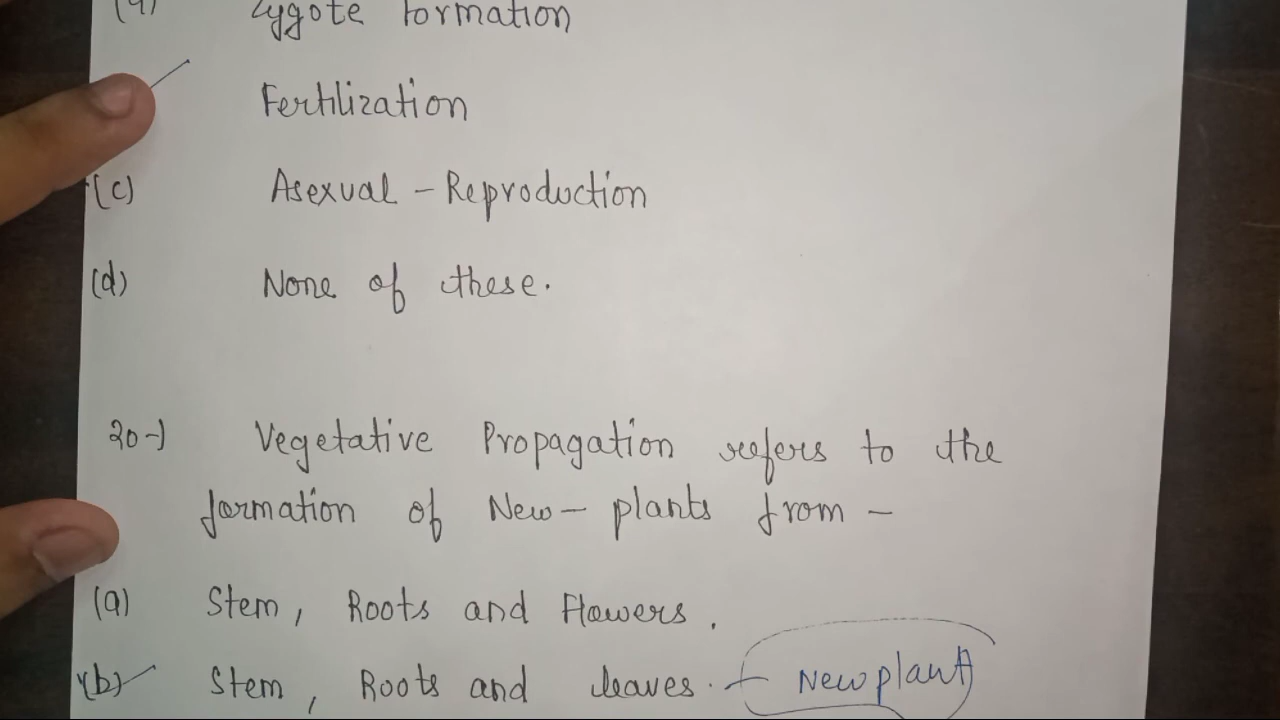 (a) Zygote formation
Fertilization
(c) Asexual - Reproduction
(d) None of these.
20-) Vegetative Propagation refers to the
formation of New - plants from -
(a) Stem, Roots and Flowers.
(b) Stem, Roots and leaves. New plant